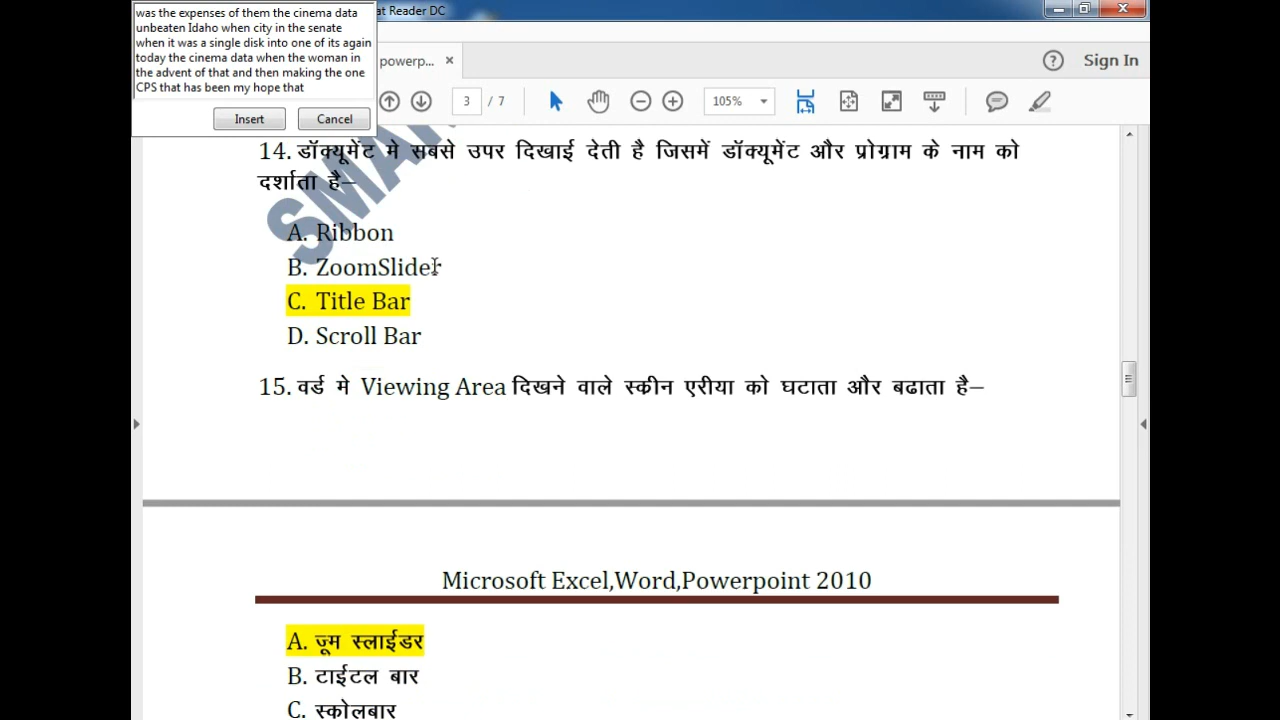 was the expenses of them the cinema data
unbeaten Idaho when city in the senate
when it was a single disk into one of its again
today the cinema data when the woman in
the advent of that and then making the one
CPS that has been my hope that
Insert
Cancel
at Reader DC
powerp...
Sign In
3 / 7
105%
14. डॉक्यूमेंट मे सबसे उपर दिखाई देती है जिसमें डॉक्यूमेंट और प्रोग्राम के नाम को
दर्शाता है–
A. Ribbon
B. ZoomSlider
C. Title Bar
D. Scroll Bar
15. वर्ड मे Viewing Area दिखने वाले स्कीन एरीया को घटाता और बढाता है–
Microsoft Excel,Word,Powerpoint 2010
A. जूम स्लाईडर
B. टाईटल बार
C. स्कोलबार